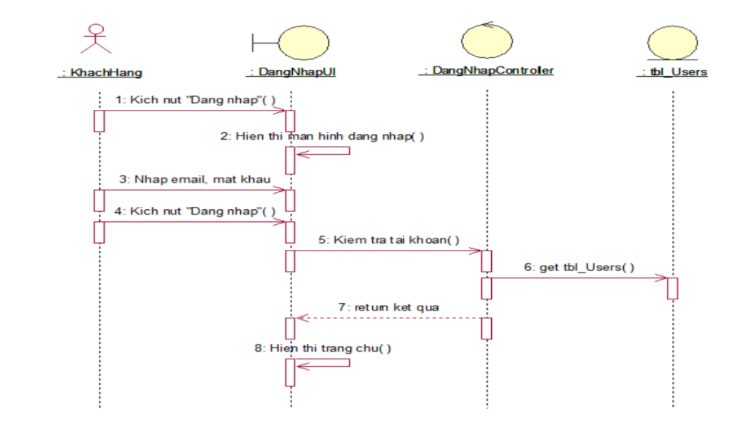 : KhachHang
: DangNhapUI
: DangNhapController
: tbl_Users
1: Kich nut "Dang nhap"( )
2: Hien thi man hinh dang nhap( )
3: Nhap email, mat khau
4: Kich nut "Dang nhap"( )
5: Kiem tra tai khoan( )
6: get tbl_Users( )
7: return ket qua
8: Hien thi trang chu( )